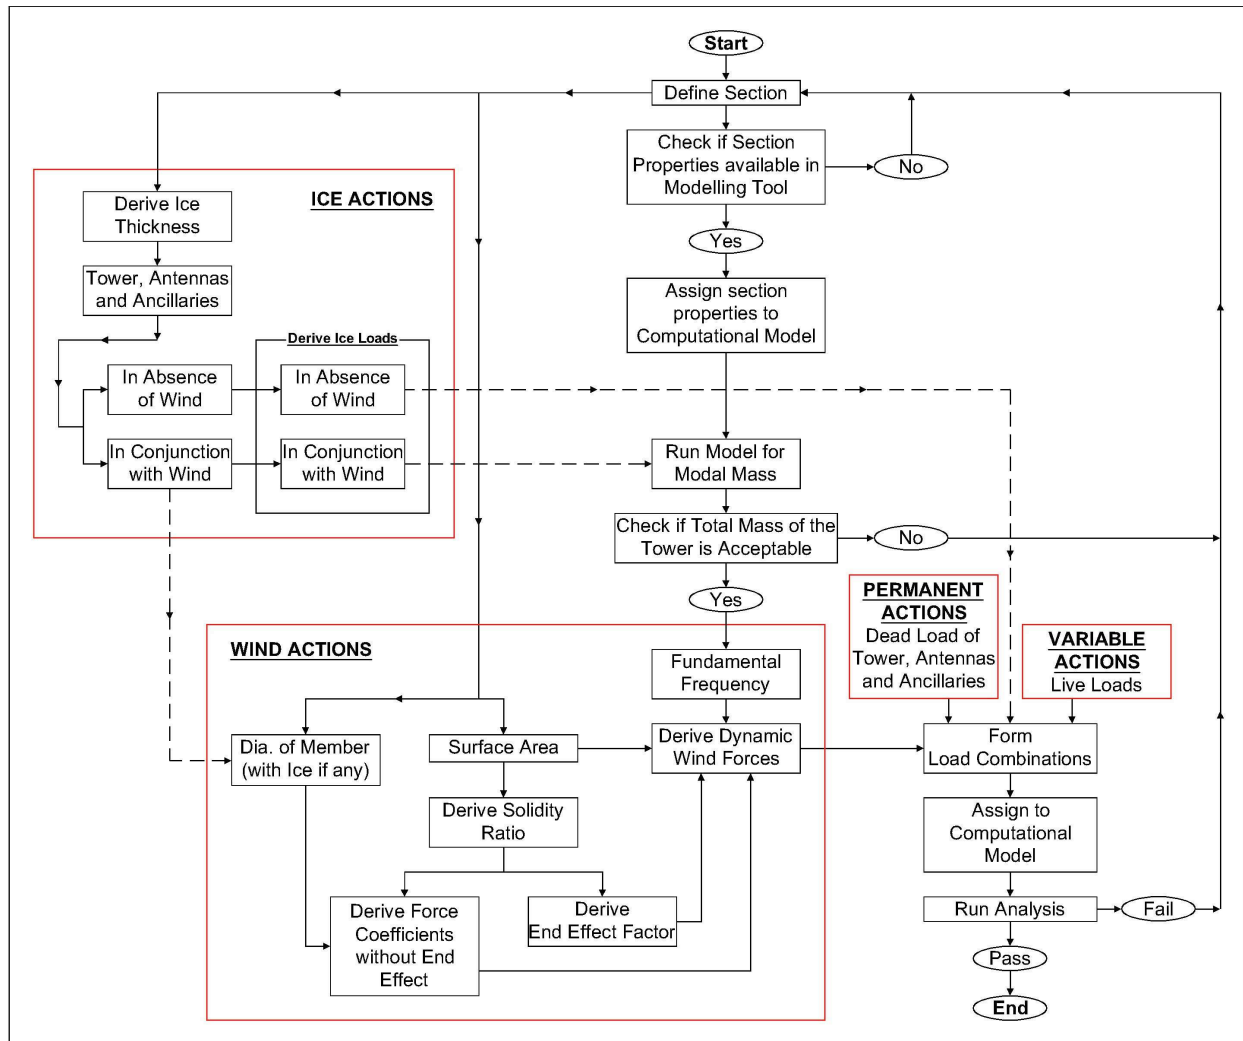 Start
Define Section
Check if Section
Properties available in
Modelling Tool
No
Yes
Assign section
properties to
Computational Model
ICE ACTIONS
Derive Ice
Thickness
Tower, Antennas
and Ancillaries
Derive Ice Loads
In Absence
of Wind
In Absence
of Wind
In Conjunction
with Wind
In Conjunction
with Wind
Run Model for
Modal Mass
Check if Total Mass of the
Tower is Acceptable
No
Yes
PERMANENT
ACTIONS
Dead Load of
Tower, Antennas
and Ancillaries
VARIABLE
ACTIONS
Live Loads
WIND ACTIONS
Fundamental
Frequency
Dia. of Member
(with Ice if any)
Surface Area
Derive Dynamic
Wind Forces
Form
Load Combinations
Derive Solidity
Ratio
Assign to
Computational
Model
Derive Force
Coefficients
without End
Effect
Derive
End Effect Factor
Run Analysis
Fail
Pass
End